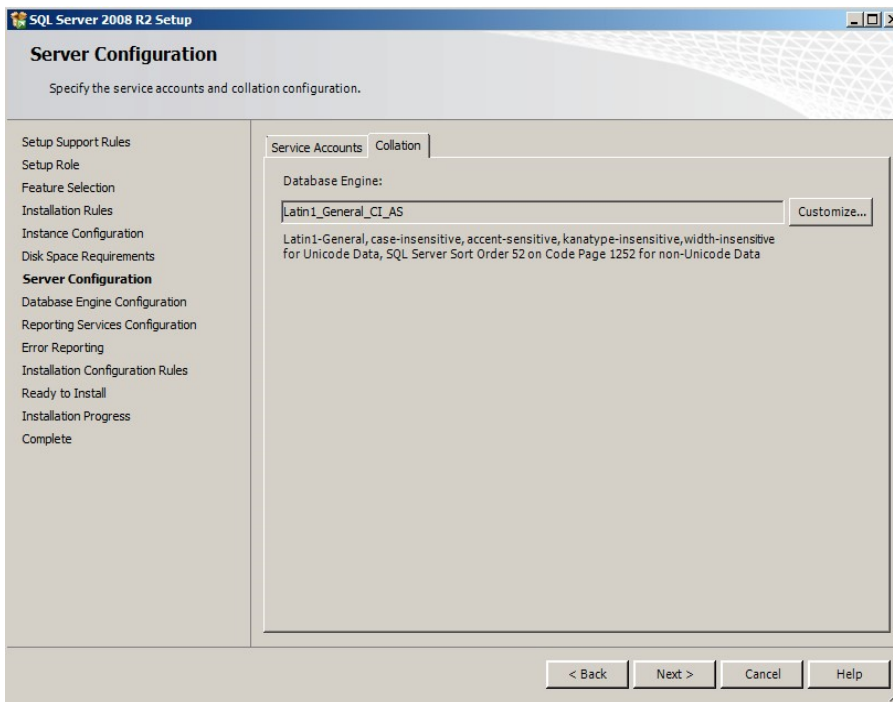 SQL Server 2008 R2 Setup
Server Configuration
Specify the service accounts and collation configuration.
Setup Support Rules
Setup Role
Feature Selection
Installation Rules
Instance Configuration
Disk Space Requirements
Server Configuration
Database Engine Configuration
Reporting Services Configuration
Error Reporting
Installation Configuration Rules
Ready to Install
Installation Progress
Complete
Service Accounts Collation
Database Engine:
Latin1_General_CI_AS Customize...
Latin1-General, case-insensitive, accent-sensitive, kanatype-insensitive,width-insensitive
for Unicode Data, SQL Server Sort Order 52 on Code Page 1252 for non-Unicode Data
< Back Next > Cancel Help